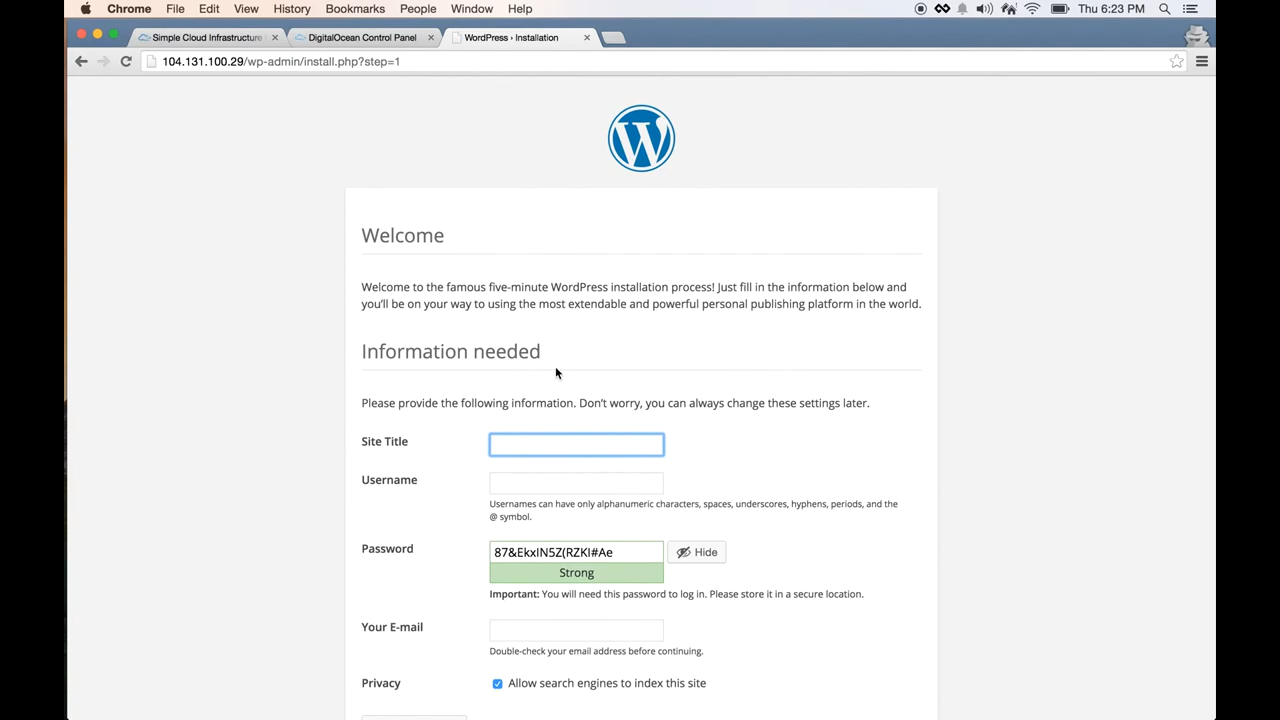 Chrome File Edit View History Bookmarks People Window Help Thu 6:23 PM
Simple Cloud Infrastructure DigitalOcean Control Panel WordPress › Installation
104.131.100.29/wp-admin/install.php?step=1
Welcome
Welcome to the famous five-minute WordPress installation process! Just fill in the information below and
you’ll be on your way to using the most extendable and powerful personal publishing platform in the world.
Information needed
Please provide the following information. Don’t worry, you can always change these settings later.
Site Title
Username
Usernames can have only alphanumeric characters, spaces, underscores, hyphens, periods, and the
@ symbol.
Password 87&EkxIN5Z(RZKI#Ae Hide
Strong
Important: You will need this password to log in. Please store it in a secure location.
Your E-mail
Double-check your email address before continuing.
Privacy Allow search engines to index this site